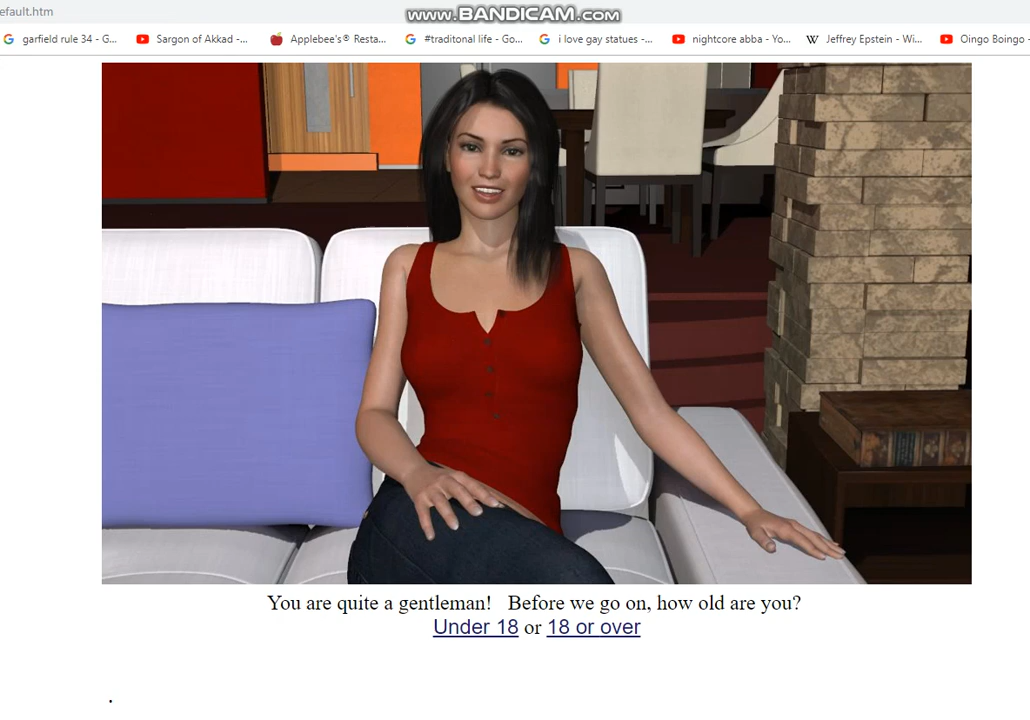 efault.htm
www.BANDICAM.com
garfield rule 34 - G...
Sargon of Akkad -...
Applebee's® Resta...
#traditonal life - Go...
i love gay statues -...
nightcore abba - Yo...
W Jeffrey Epstein - Wi...
Oingo Boingo -
You are quite a gentleman! Before we go on, how old are you?
Under 18 or 18 or over
.